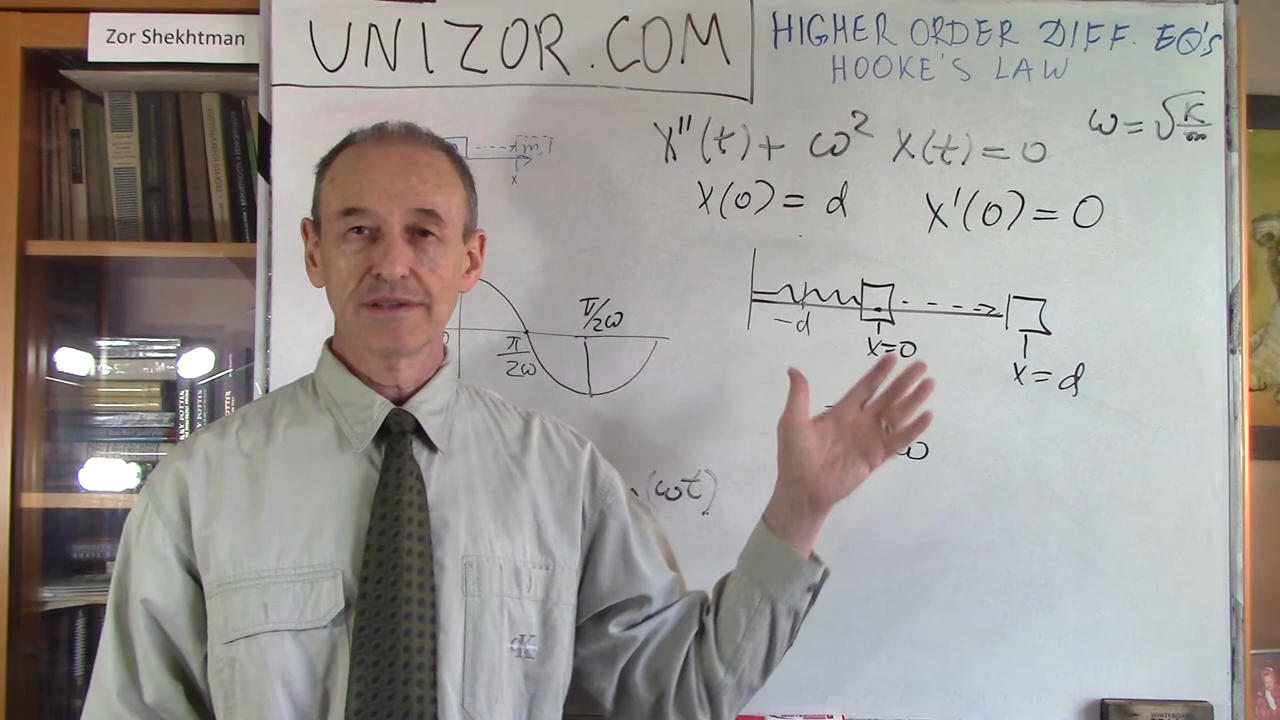 Zor Shekhtman
UNIZOR.COM
HIGHER ORDER DIFF. EQ'S
HOOKE'S LAW
X''(t) + ω² X(t) = 0
ω = √K/m
X(0) = d X'(0) = 0
x
π/2ω
π/2ω
-d
X=0
X=d
ω
(ωt)
CK